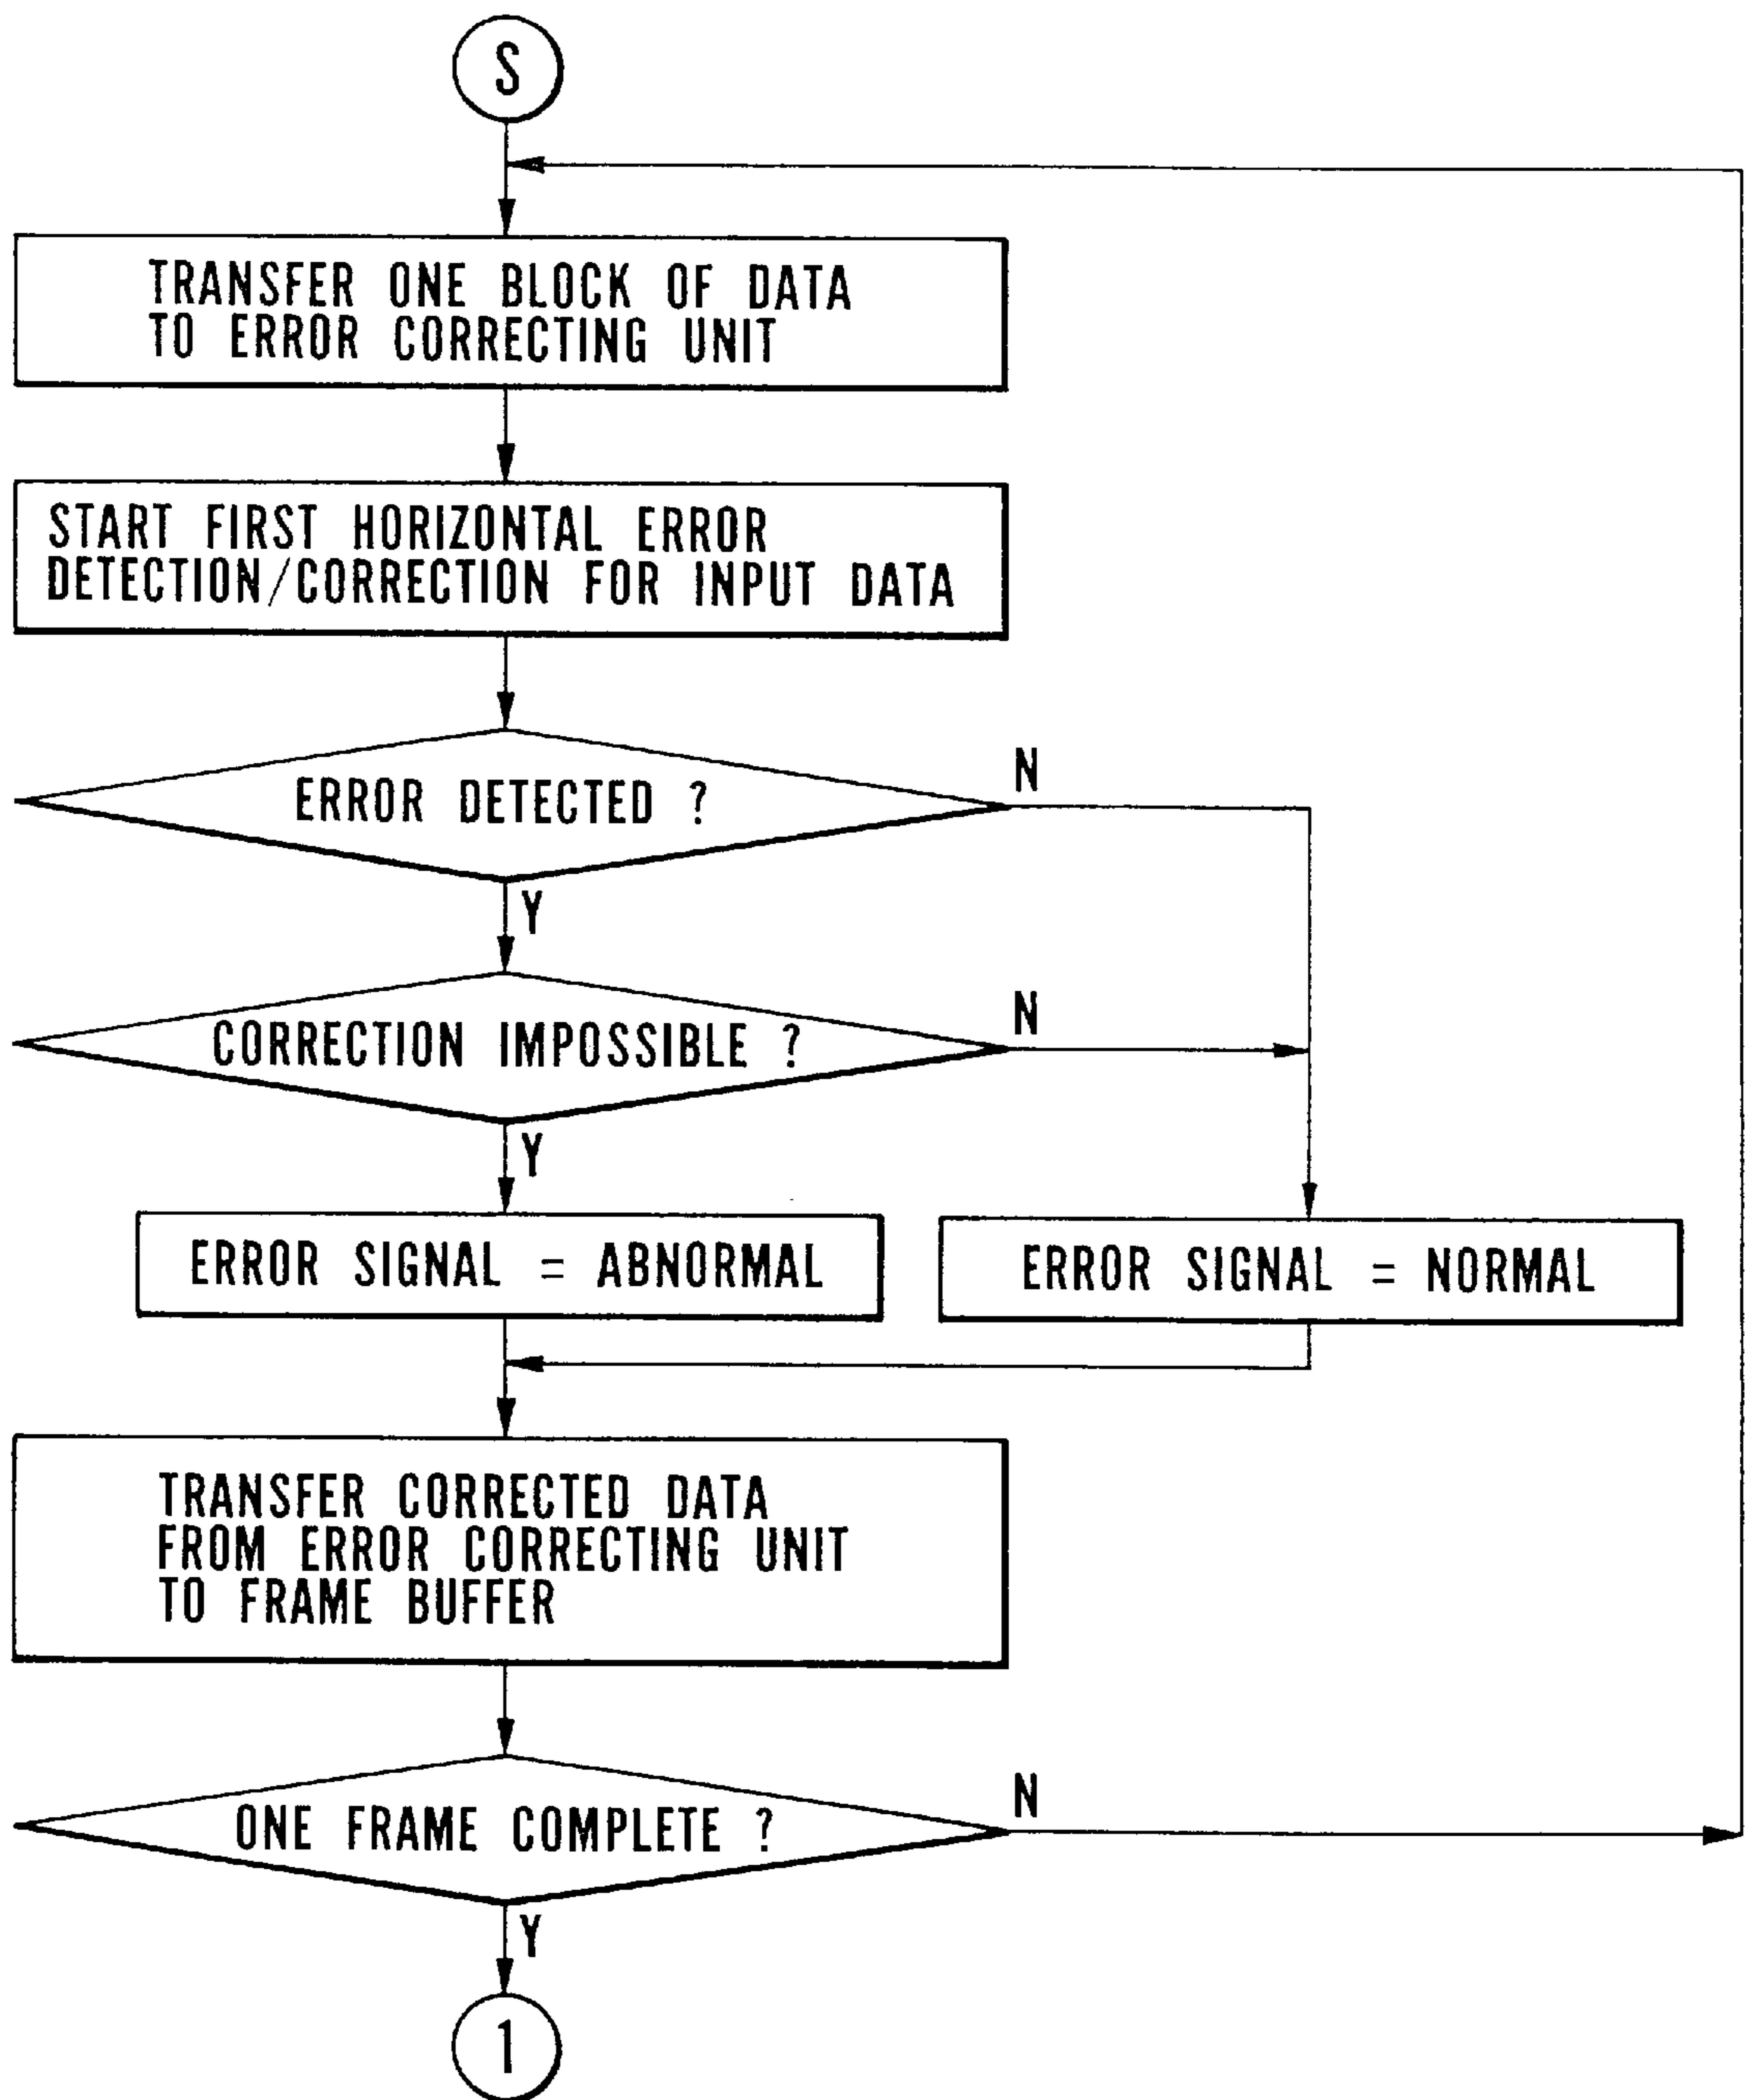 S
TRANSFER ONE BLOCK OF DATA
TO ERROR CORRECTING UNIT
START FIRST HORIZONTAL ERROR
DETECTION/CORRECTION FOR INPUT DATA
ERROR DETECTED ?
N
Y
CORRECTION IMPOSSIBLE ?
N
Y
ERROR SIGNAL = ABNORMAL
ERROR SIGNAL = NORMAL
TRANSFER CORRECTED DATA
FROM ERROR CORRECTING UNIT
TO FRAME BUFFER
ONE FRAME COMPLETE ?
N
Y
1